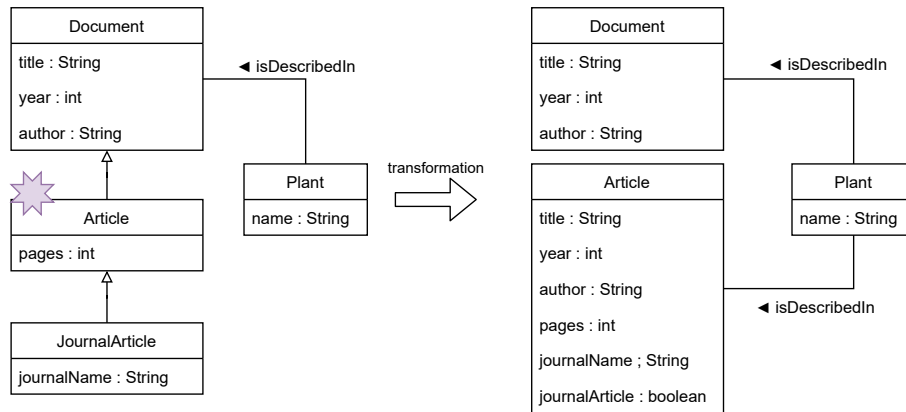 Document
title : String
year : int
author : String
◄ isDescribedIn
Plant
name : String
Article
pages : int
JournalArticle
journalName : String
transformation
Document
title : String
year : int
author : String
◄ isDescribedIn
Plant
name : String
Article
title : String
year : int
author : String
pages : int
journalName ; String
journalArticle : boolean
◄ isDescribedIn